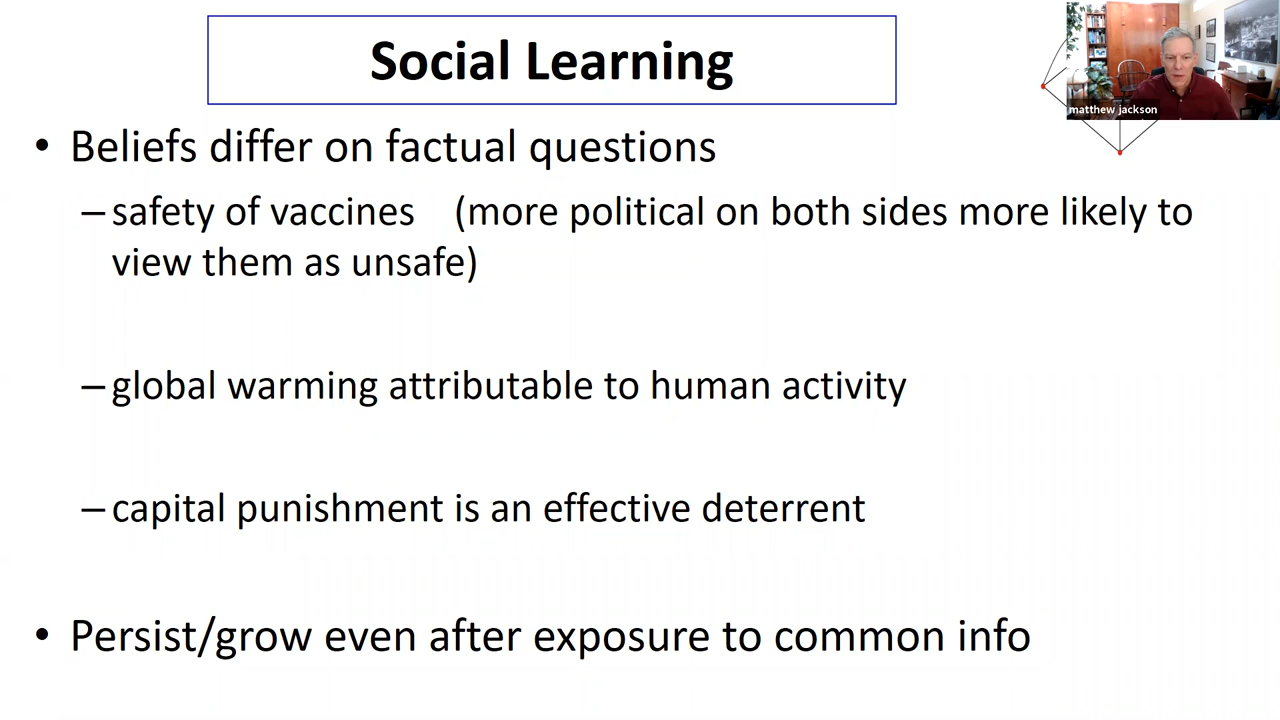 Social Learning
matthew jackson
• Beliefs differ on factual questions
– safety of vaccines (more political on both sides more likely to
view them as unsafe)
– global warming attributable to human activity
– capital punishment is an effective deterrent
• Persist/grow even after exposure to common info